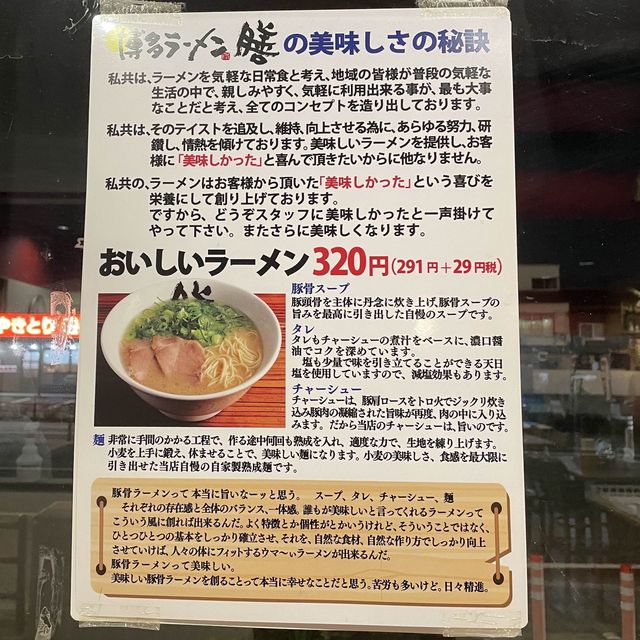 博多ラーメン 膳の美味しさの秘訣
私共は、ラーメンを気軽な日常食と考え、地域の皆様が普段の気軽な
生活の中で、親しみやすく、気軽に利用出来る事が、最も大事
なことだと考え、全てのコンセプトを造り出しております。
私共は、そのテイストを追及し、維持、向上させる為に、あらゆる努力、研
鑽し、情熱を傾けております。美味しいラーメンを提供し、お客
様に「美味しかった」と喜んで頂きたいからに他なりません。
私共の、ラーメンはお客様から頂いた「美味しかった」という喜びを
栄養にして創り上げております。
ですから、どうぞスタッフに美味しかったと一声掛けて
やって下さい。またさらに美味しくなります。
おいしいラーメン 320円(291円+29円税)
豚骨スープ
豚頭骨を主体に丹念に炊き上げ、豚骨スープの
旨みを最高に引き出した自慢のスープです。
タレ
タレもチャーシューの煮汁をベースに、濃口醤
油でコクを深めています。
塩も少量で味を引き立てることができる天日
塩を使用していますので、減塩効果もあります。
チャーシュー
チャーシューは、豚肩ロースをトロ火でジックリ炊き
込み豚肉の凝縮された旨味が再度、肉の中に入り込
みます。だから当店のチャーシューは、旨いのです。
麺 非常に手間のかかる工程で、作る途中何回も熟成を入れ、適度な力で、生地を練り上げます。
小麦を上手に鍛え、休ませることで、美味しい麺になります。小麦の美味しさ、食感を最大限に
引き出せた当店自慢の自家製熟成麺です。
豚骨ラーメンって本当に旨いなーッと思う。 スープ、タレ、チャーシュー、麺
それぞれの存在感と全体のバランス、一体感。誰もが美味しいと言ってくれるラーメンって
こういう風に創れば出来るんだ。よく特徴とか個性がとかいうけれど、そういうことではなく、
ひとつひとつの基本をしっかり確立させ、それを、自然な食材、自然な作り方でしっかり向上
させていけば、人々の体にフィットするウマ〜いラーメンが出来るんだ。
豚骨ラーメンって美味しい。
美味しい豚骨ラーメンを創ることって本当に幸せなことだと思う。苦労も多いけど。日々精進。
やきとり